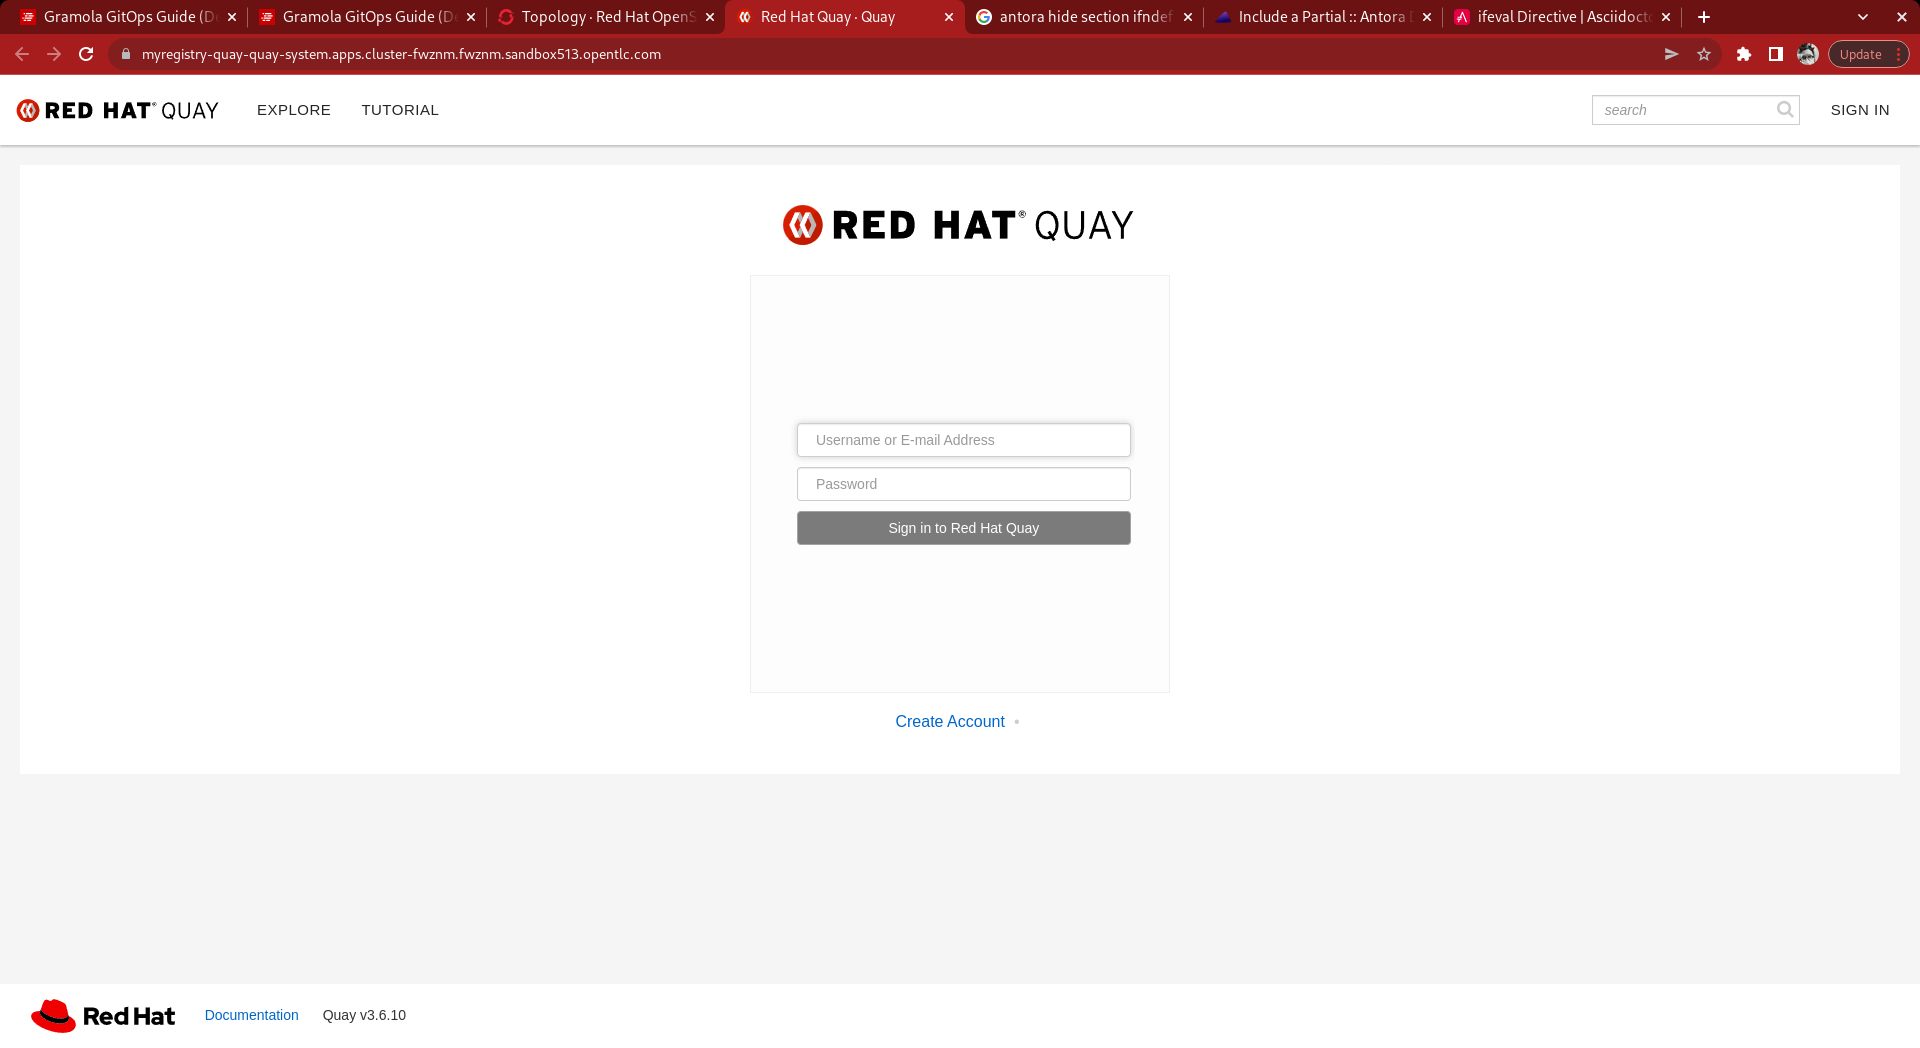 Gramola GitOps Guide (De
Gramola GitOps Guide (De
Topology · Red Hat OpenS
Red Hat Quay · Quay
antora hide section ifndef
Include a Partial :: Antora D
ifeval Directive | Asciidocto
myregistry-quay-quay-system.apps.cluster-fwznm.fwznm.sandbox513.opentlc.com
Update
RED HAT® QUAY
EXPLORE
TUTORIAL
search
SIGN IN
RED HAT® QUAY
Username or E-mail Address
Password
Sign in to Red Hat Quay
Create Account •
Red Hat
Documentation
Quay v3.6.10